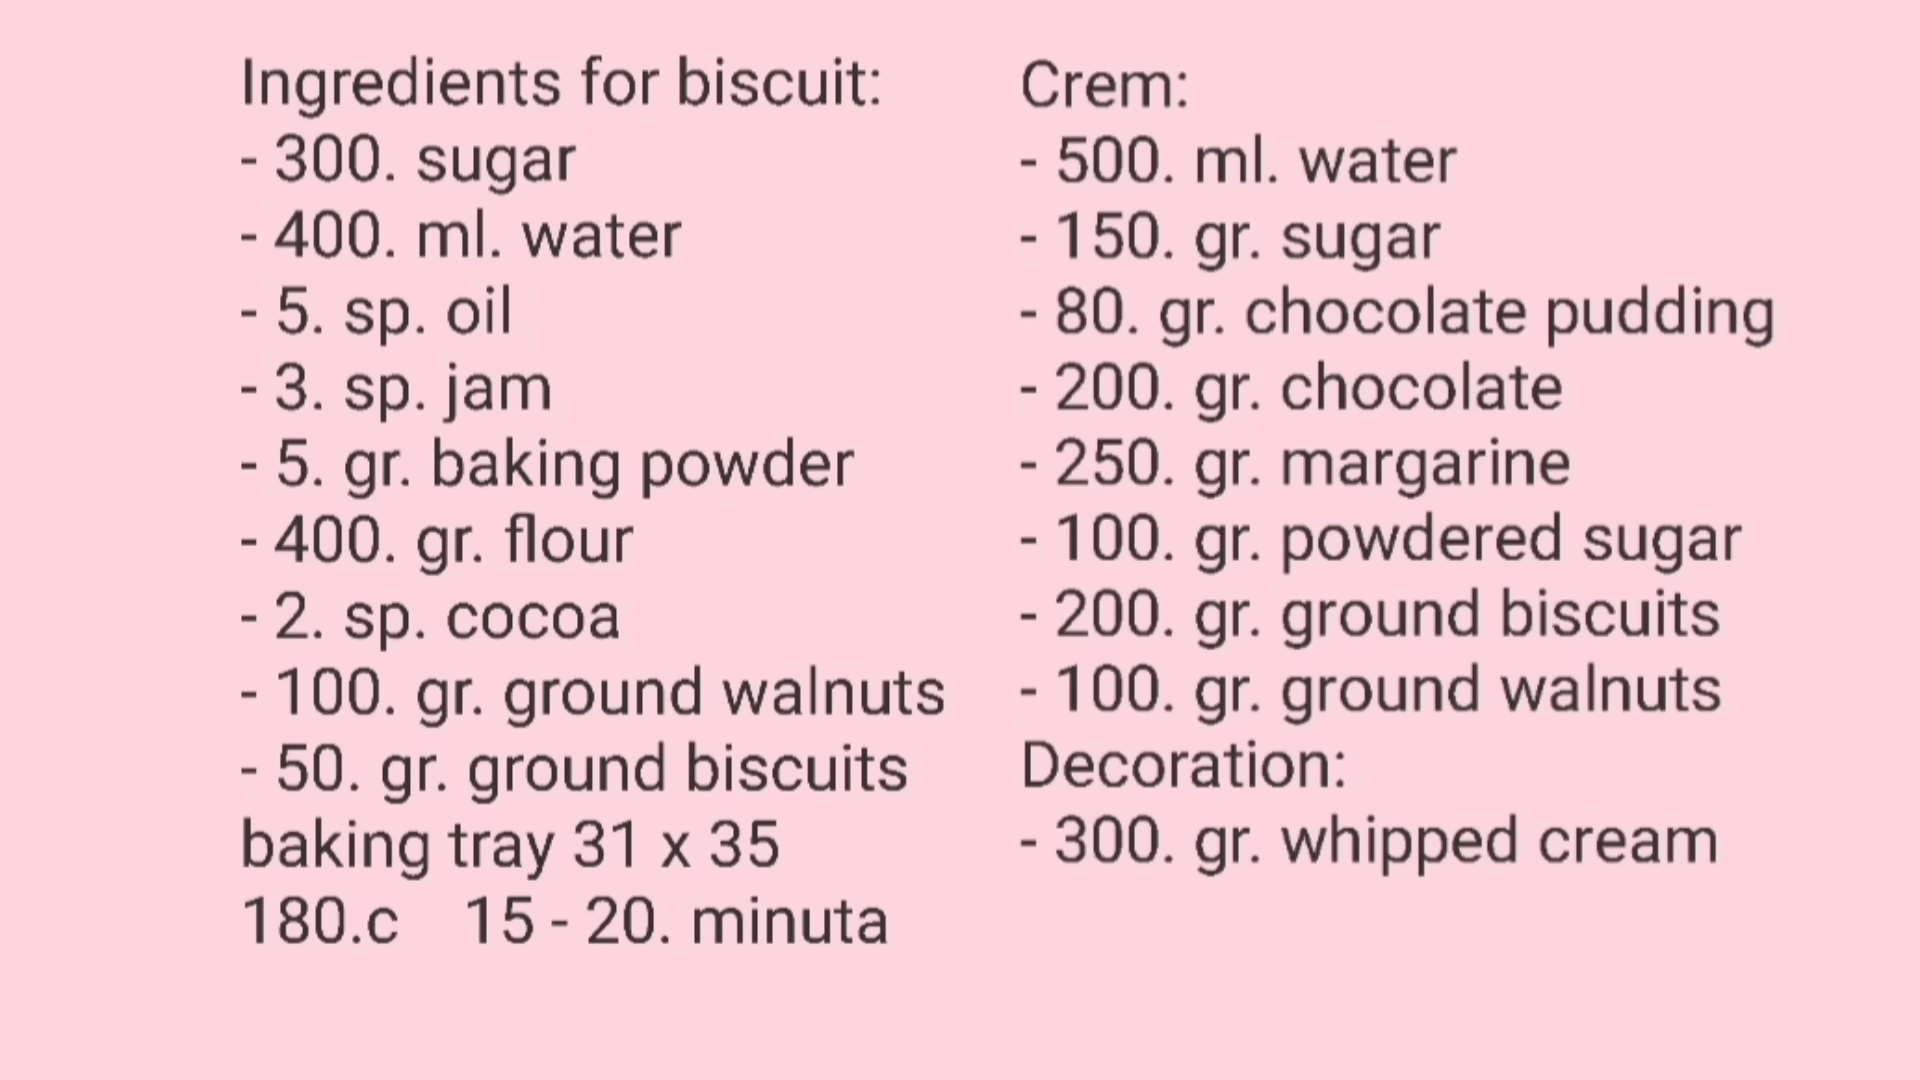 Ingredients for biscuit:
- 300. sugar
- 400. ml. water
- 5. sp. oil
- 3. sp. jam
- 5. gr. baking powder
- 400. gr. flour
- 2. sp. cocoa
- 100. gr. ground walnuts
- 50. gr. ground biscuits
baking tray 31 x 35
180.c 15 - 20. minuta
Crem:
- 500. ml. water
- 150. gr. sugar
- 80. gr. chocolate pudding
- 200. gr. chocolate
- 250. gr. margarine
- 100. gr. powdered sugar
- 200. gr. ground biscuits
- 100. gr. ground walnuts
Decoration:
- 300. gr. whipped cream